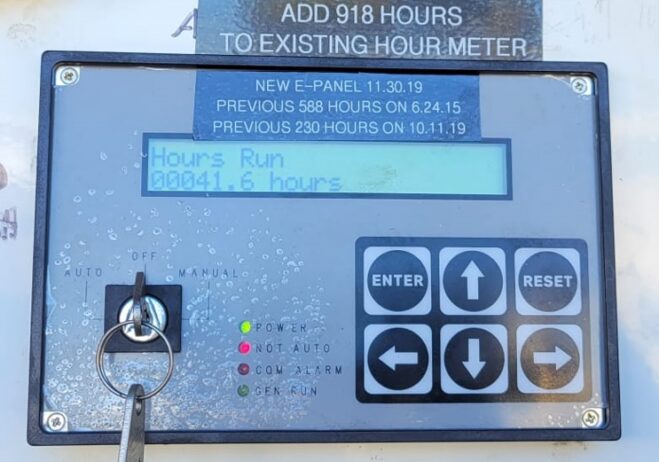 ADD 918 HOURS
TO EXISTING HOUR METER
NEW E-PANEL 11.30.19
PREVIOUS 588 HOURS ON 6.24.15
PREVIOUS 230 HOURS ON 10.11.19
Hours Run
00041.6 hours
OFF
AUTO MANUAL
ENTER RESET
POWER
NOT AUTO
COM ALARM
GEN RUN